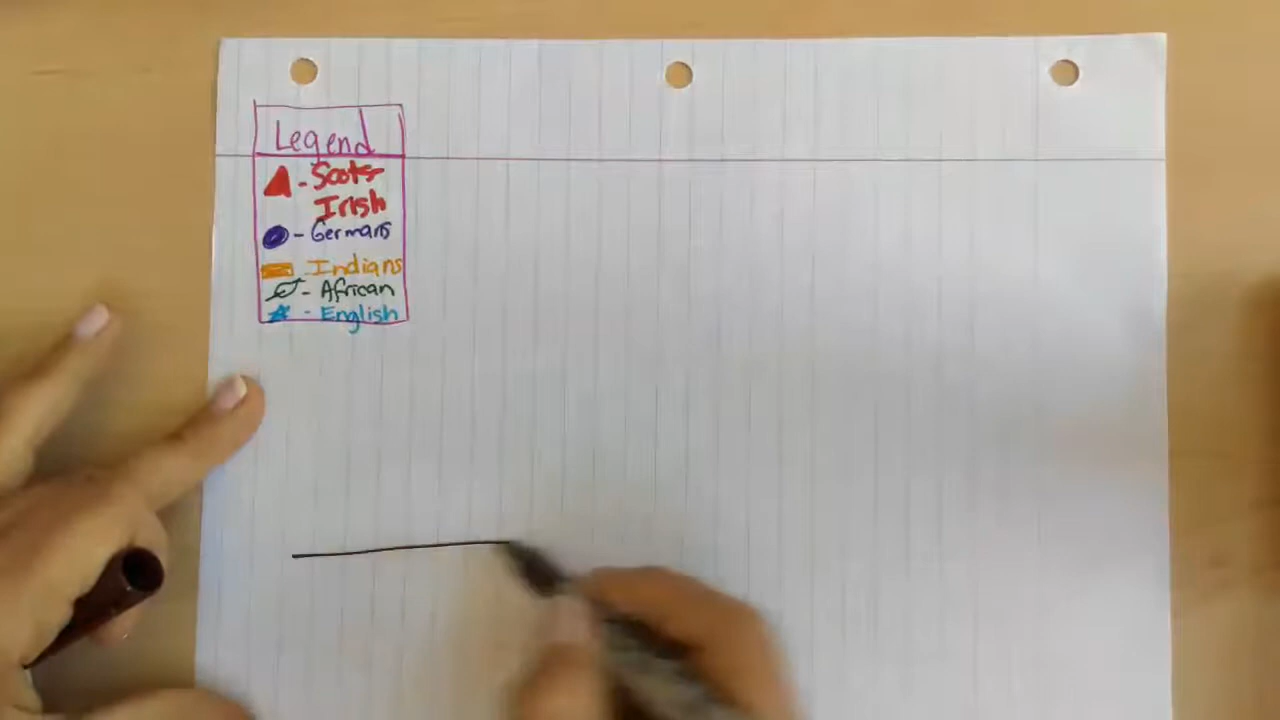 Legend
- Scots-
Irish
- Germans
Indians
- African
- English